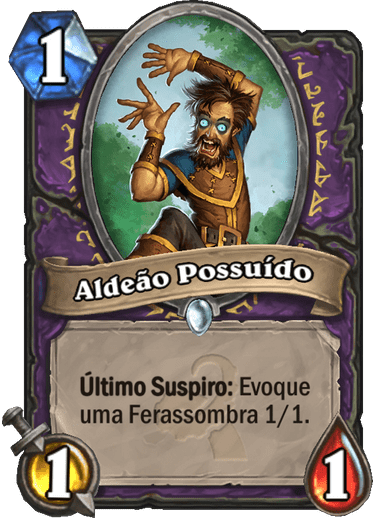 1
Aldeão Possuído
Último Suspiro: Evoque
uma Ferassombra 1/1.
1
1